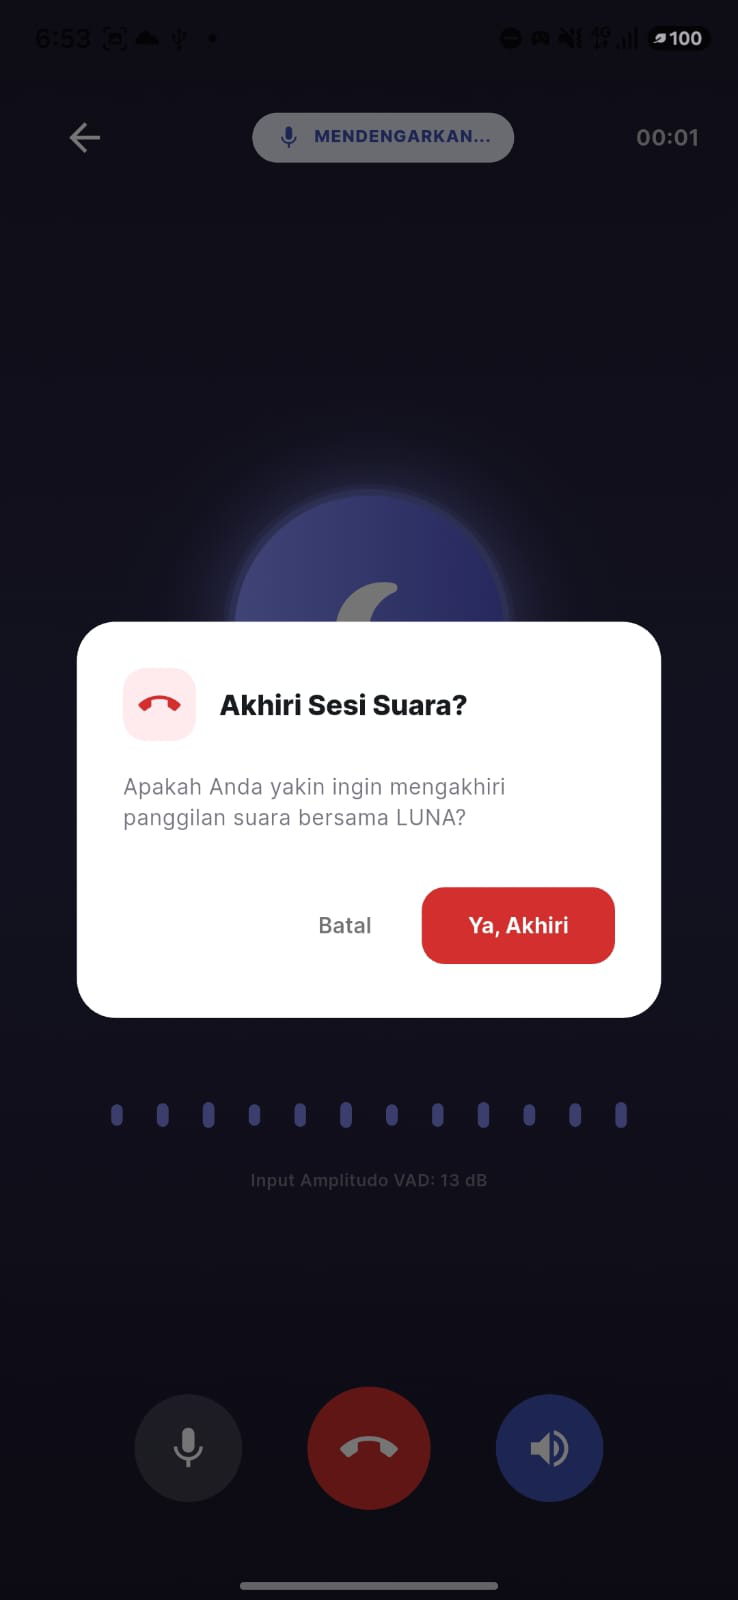 6:53
4G
100
MENDENGARKAN...
00:01
Akhiri Sesi Suara?
Apakah Anda yakin ingin mengakhiri
panggilan suara bersama LUNA?
Batal
Ya, Akhiri
Input Amplitudo VAD: 13 dB